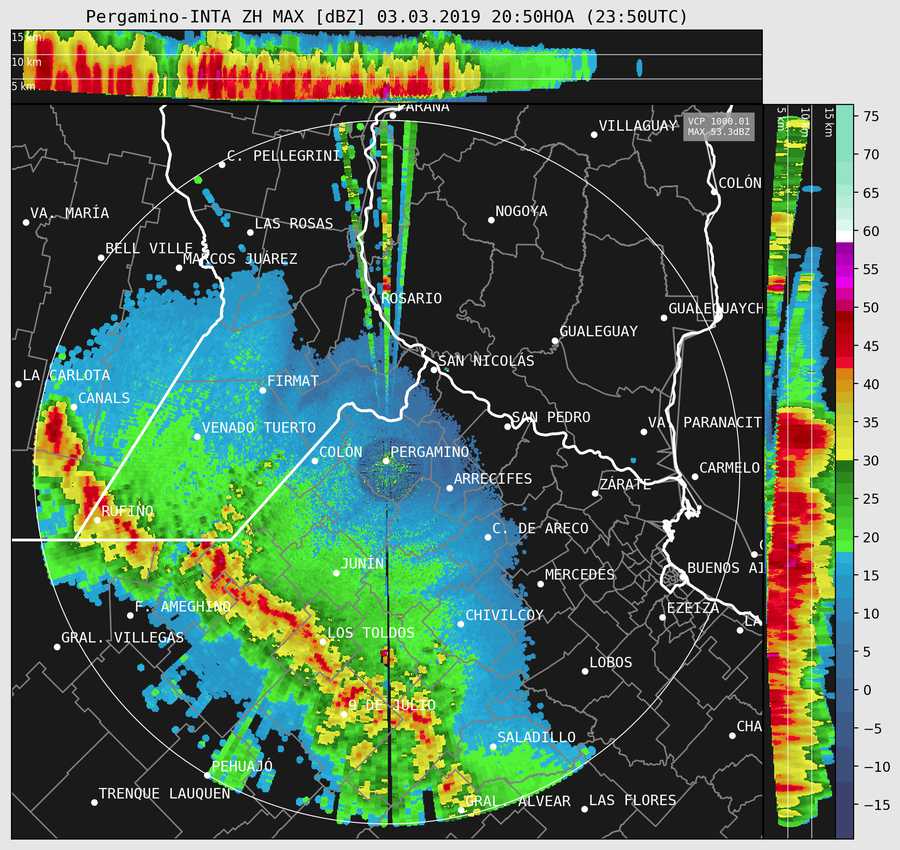 Pergamino-INTA ZH MAX [dBZ] 03.03.2019 20:50HOA (23:50UTC)
15 km
10 km
5 km
5 km
10 km
15 km
PARANÁ
VILLAGUAY
VCP 1000.01
MAX 53.3dBZ
C. PELLEGRINI
COLÓN
VA. MARÍA
LAS ROSAS
NOGOYA
BELL VILLE
MARCOS JUÁREZ
ROSARIO
GUALEGUAYCH
GUALEGUAY
SAN NICOLÁS
LA CARLOTA
FIRMAT
CANALS
SAN PEDRO
VENADO TUERTO
VA. PARANACIT
COLÓN
PERGAMINO
CARMELO
ARRECIFES
ZÁRATE
RUFINO
C. DE ARECO
C
JUNÍN
BUENOS AI
MERCEDES
F. AMEGHINO
EZEIZA
CHIVILCOY
LA
GRAL. VILLEGAS
LOS TOLDOS
LOBOS
9 DE JULIO
CHA
SALADILLO
PEHUAJÓ
TRENQUE LAUQUEN
GRAL. ALVEAR
LAS FLORES
75
70
65
60
55
50
45
40
35
30
25
20
15
10
5
0
−5
−10
−15